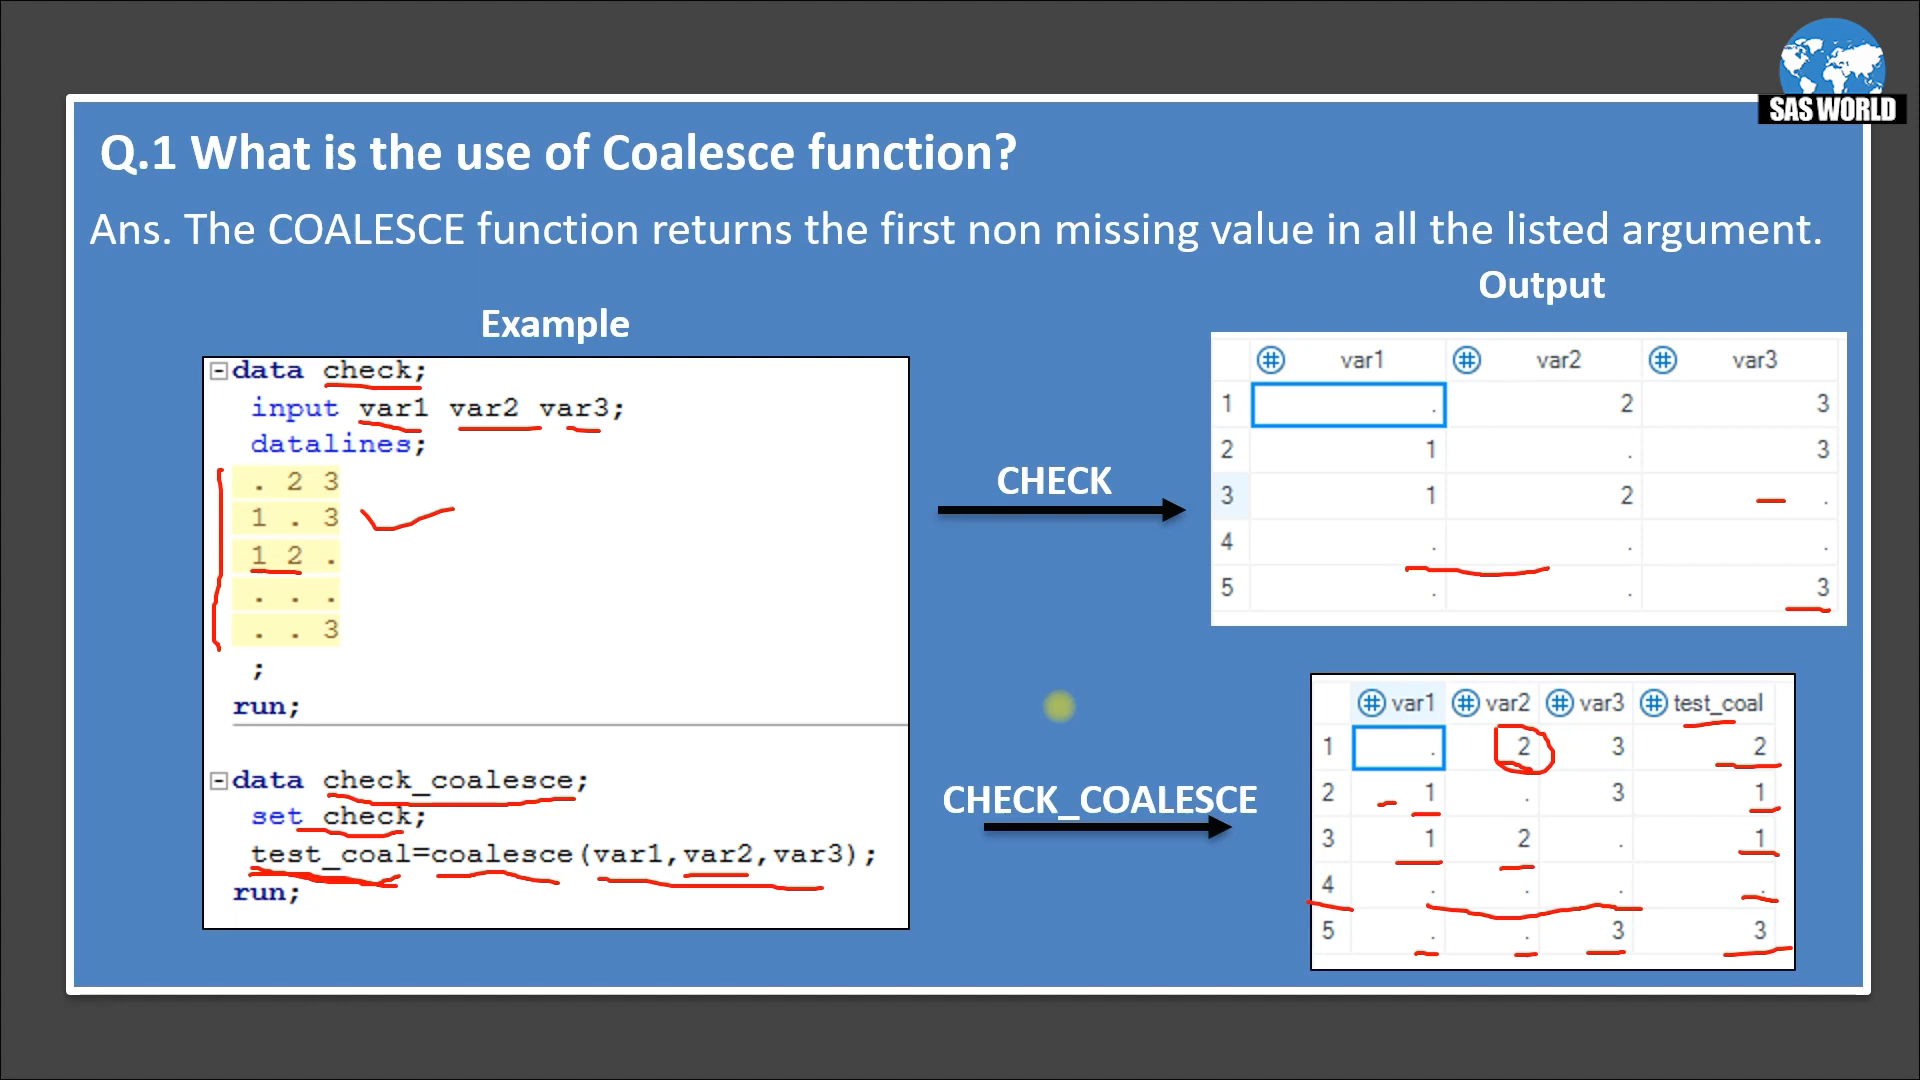 SAS WORLD
Q.1 What is the use of Coalesce function?
Ans. The COALESCE function returns the first non missing value in all the listed argument.
Example
data check;
input var1 var2 var3;
datalines;
. 2 3
1 . 3
1 2 .
. . .
. . 3
;
run;
data check_coalesce;
set check;
test_coal=coalesce(var1,var2,var3);
run;
CHECK
CHECK_COALESCE
Output
var1 var2 var3
1 . 2 3
2 1 . 3
3 1 2 .
4 . . .
5 . . 3
var1 var2 var3 test_coal
1 . 2 3 2
2 1 . 3 1
3 1 2 . 1
4 . . . .
5 . . 3 3